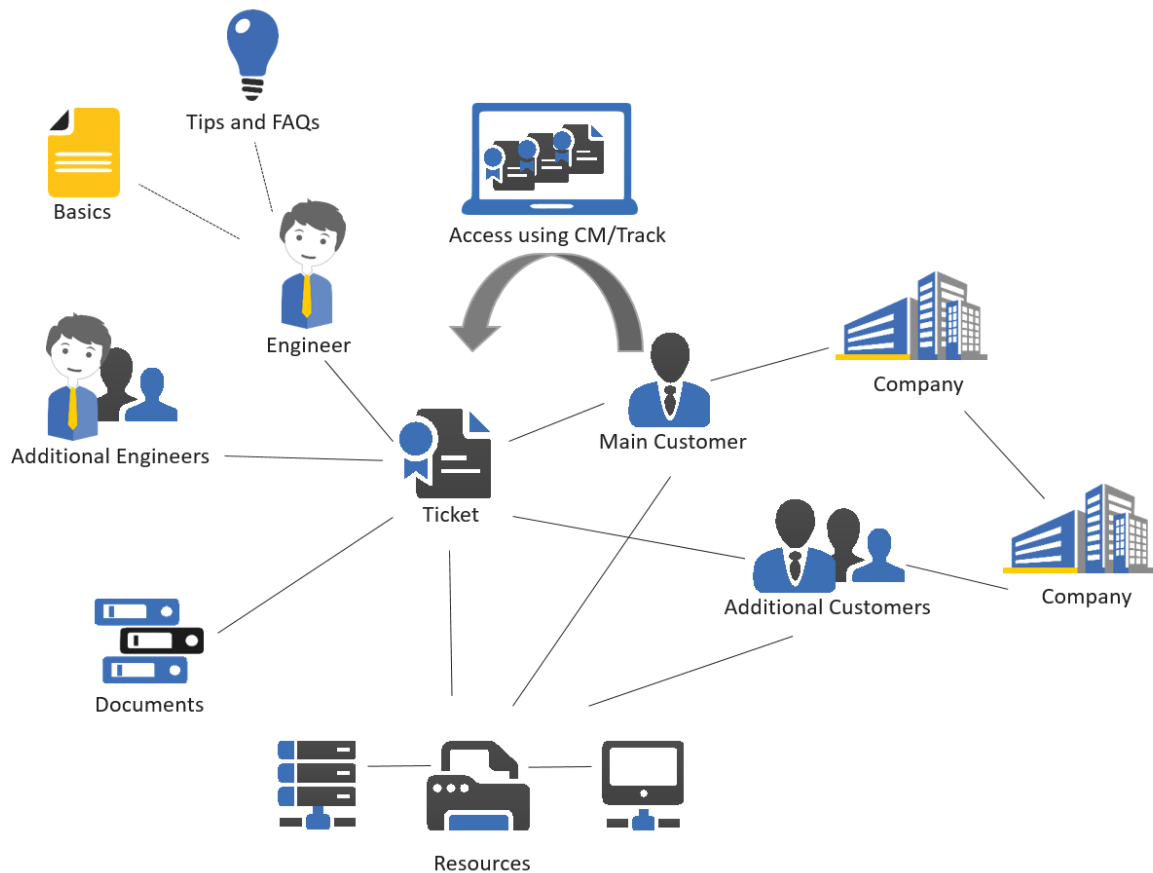 Tips and FAQs
Basics
Access using CM/Track
Engineer
Company
Main Customer
Additional Engineers
Ticket
Company
Additional Customers
Documents
Resources